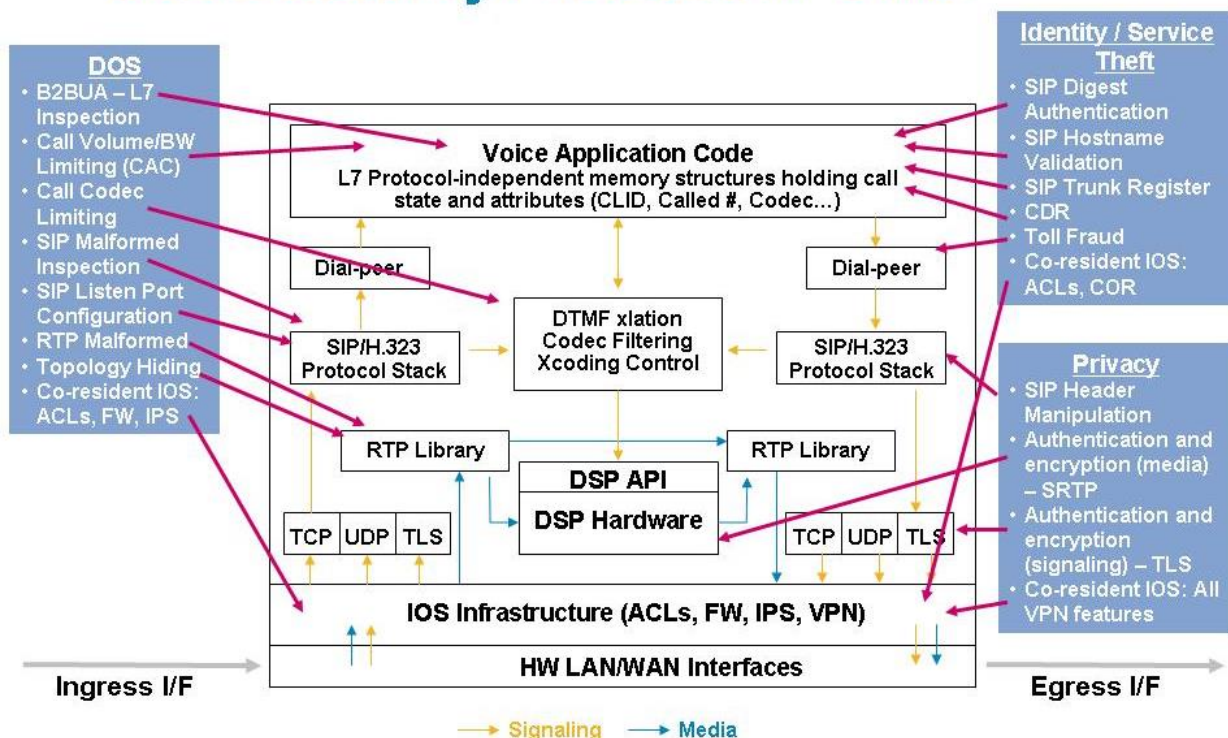 DOS
• B2BUA – L7
Inspection
• Call Volume/BW
Limiting (CAC)
• Call Codec
Limiting
• SIP Malformed
Inspection
• SIP Listen Port
Configuration
• RTP Malformed
• Topology Hiding
• Co-resident IOS:
ACLs, FW, IPS
Voice Application Code
L7 Protocol-independent memory structures holding call
state and attributes (CLID, Called #, Codec...)
Dial-peer
Dial-peer
SIP/H.323
Protocol Stack
DTMF xlation
Codec Filtering
Xcoding Control
SIP/H.323
Protocol Stack
RTP Library
RTP Library
DSP API
DSP Hardware
TCP UDP TLS
TCP UDP TLS
IOS Infrastructure (ACLs, FW, IPS, VPN)
HW LAN/WAN Interfaces
Ingress I/F
Egress I/F
Identity / Service
Theft
• SIP Digest
Authentication
• SIP Hostname
Validation
• SIP Trunk Register
• CDR
• Toll Fraud
• Co-resident IOS:
ACLs, COR
Privacy
• SIP Header
Manipulation
• Authentication and
encryption (media)
– SRTP
• Authentication and
encryption
(signaling) – TLS
• Co-resident IOS: All
VPN features
Signaling
Media